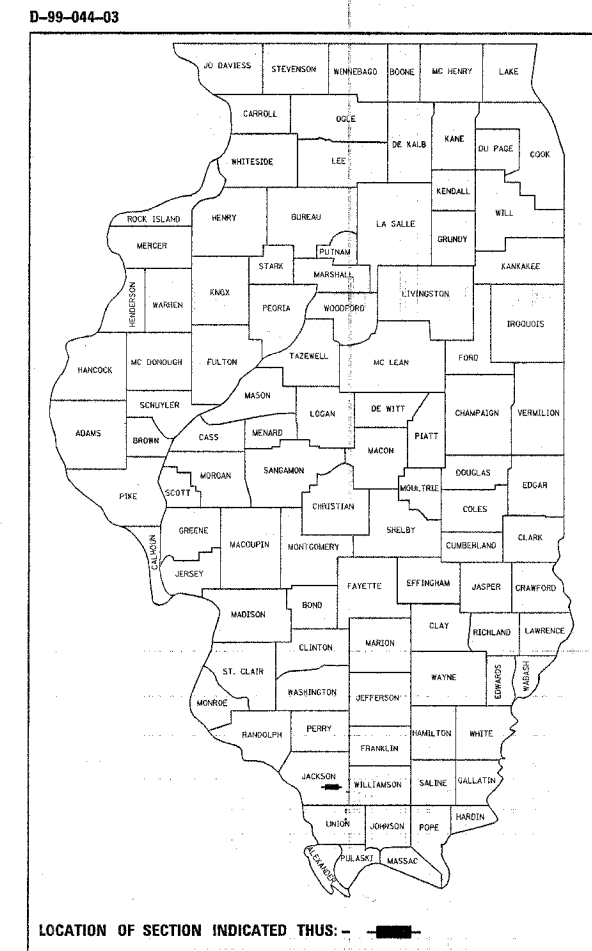 D-99-044-03
JO DAVIESS STEVENSON WINNEBAGO BOONE MC HENRY LAKE
CARROLL OGLE DE KALB KANE DU PAGE COOK
WHITESIDE LEE
KENDALL
ROCK ISLAND HENRY BUREAU LA SALLE GRUNDY WILL
MERCER PUTNAM
STARK MARSHALL KANKAKEE
HENDERSON WARREN KNOX PEORIA WOODFORD LIVINGSTON IROQUOIS
HANCOCK MC DONOUGH FULTON TAZEWELL MC LEAN FORD
SCHUYLER MASON LOGAN DE WITT CHAMPAIGN VERMILION
ADAMS BROWN CASS MENARD MACON PIATT
PIKE SCOTT MORGAN SANGAMON MOULTRIE DOUGLAS EDGAR
CHRISTIAN COLES
CALHOUN GREENE MACOUPIN MONTGOMERY SHELBY CUMBERLAND CLARK
JERSEY FAYETTE EFFINGHAM JASPER CRAWFORD
MADISON BOND CLAY RICHLAND LAWRENCE
CLINTON MARION
ST. CLAIR WASHINGTON JEFFERSON WAYNE EDWARDS WABASH
MONROE
RANDOLPH PERRY FRANKLIN HAMILTON WHITE
JACKSON WILLIAMSON SALINE GALLATIN
UNION JOHNSON POPE HARDIN
ALEXANDER PULASKI MASSAC
LOCATION OF SECTION INDICATED THUS: -